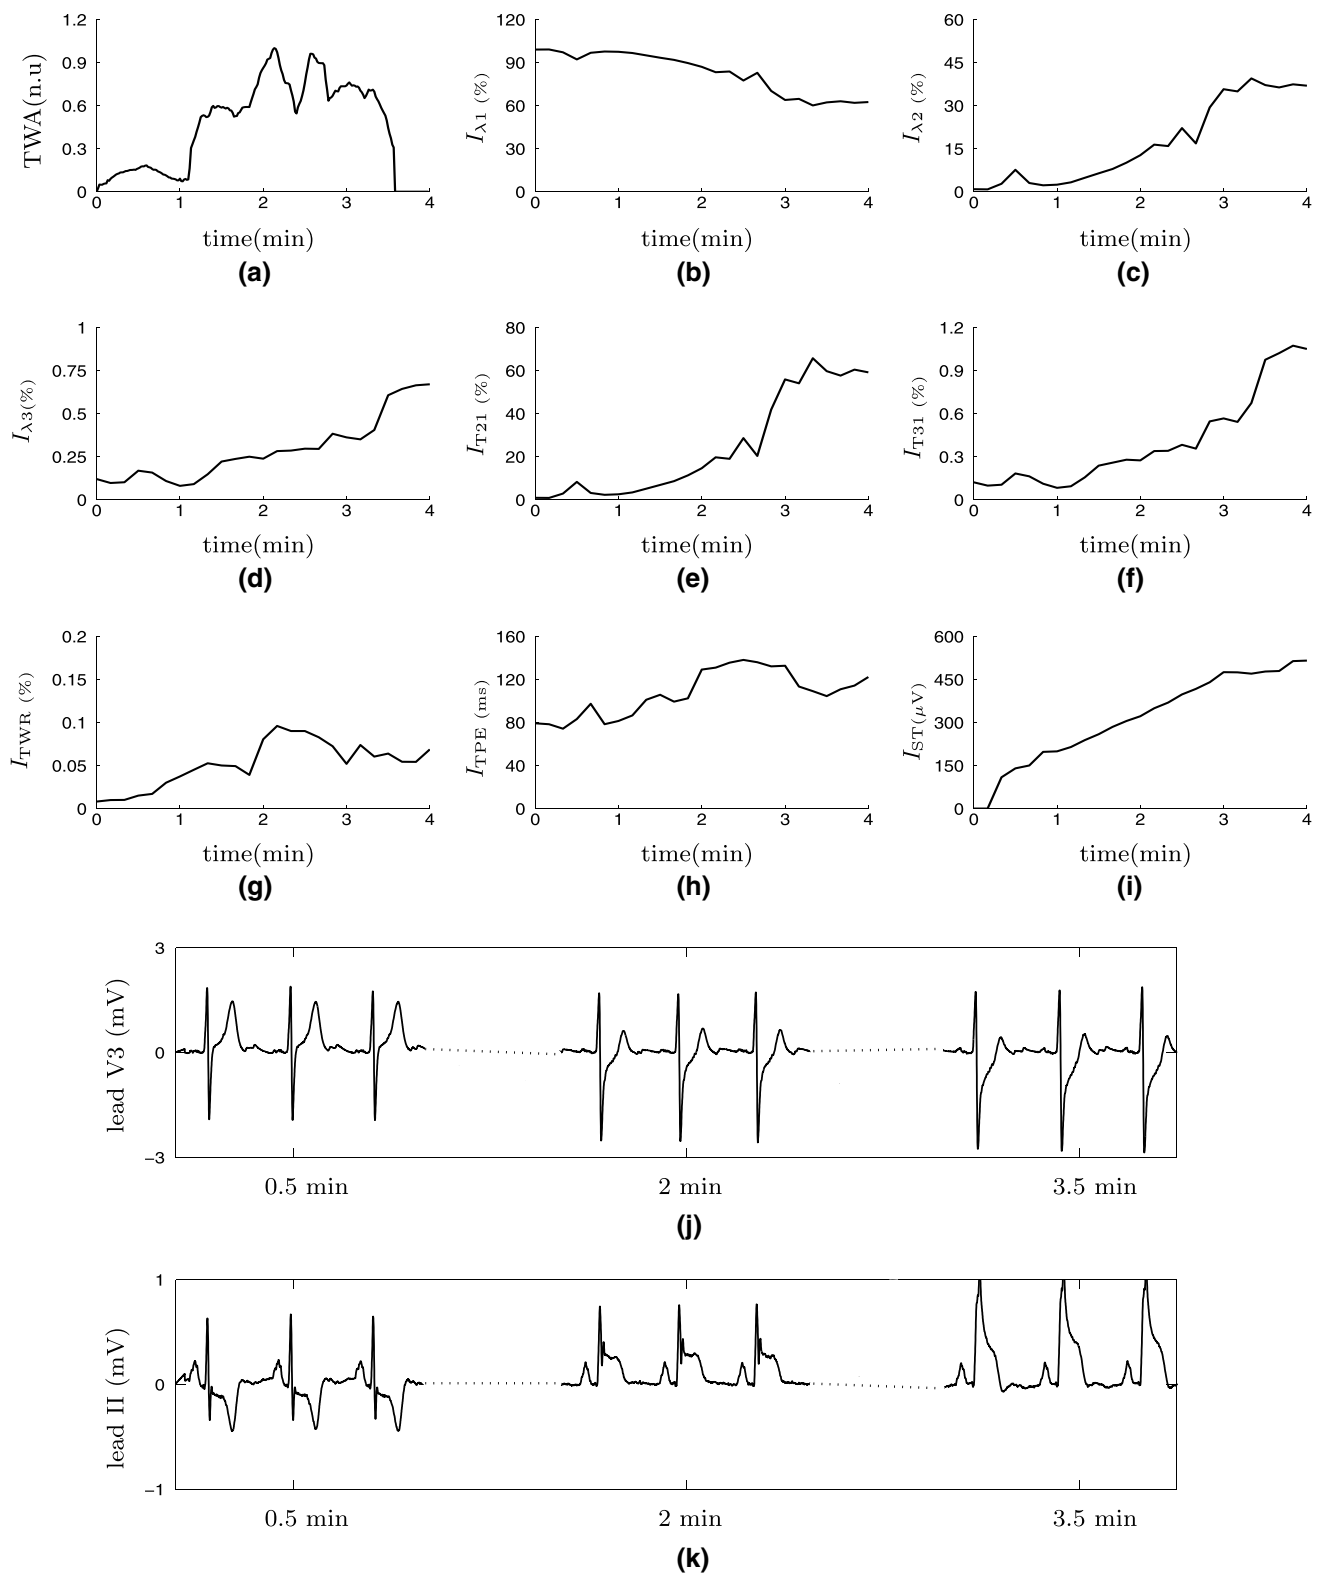 TWA(n.u)
1.2
0.9
0.6
0.3
0
0 1 2 3 4
time(min)
(a)
I λ1 (%)
120
90
60
30
0
0 1 2 3 4
time(min)
(b)
I λ2 (%)
60
45
30
15
0
0 1 2 3 4
time(min)
(c)
I λ3(%)
1
0.75
0.5
0.25
0
0 1 2 3 4
time(min)
(d)
I T21 (%)
80
60
40
20
0
0 1 2 3 4
time(min)
(e)
I T31 (%)
1.2
0.9
0.6
0.3
0
0 1 2 3 4
time(min)
(f)
I TWR (%)
0.2
0.15
0.1
0.05
0
0 1 2 3 4
time(min)
(g)
I TPE (ms)
160
120
80
40
0
0 1 2 3 4
time(min)
(h)
I ST(μV)
600
450
300
150
0
0 1 2 3 4
time(min)
(i)
lead V3 (mV)
3
0
−3
0.5 min 2 min 3.5 min
(j)
lead II (mV)
1
0
−1
0.5 min 2 min 3.5 min
(k)